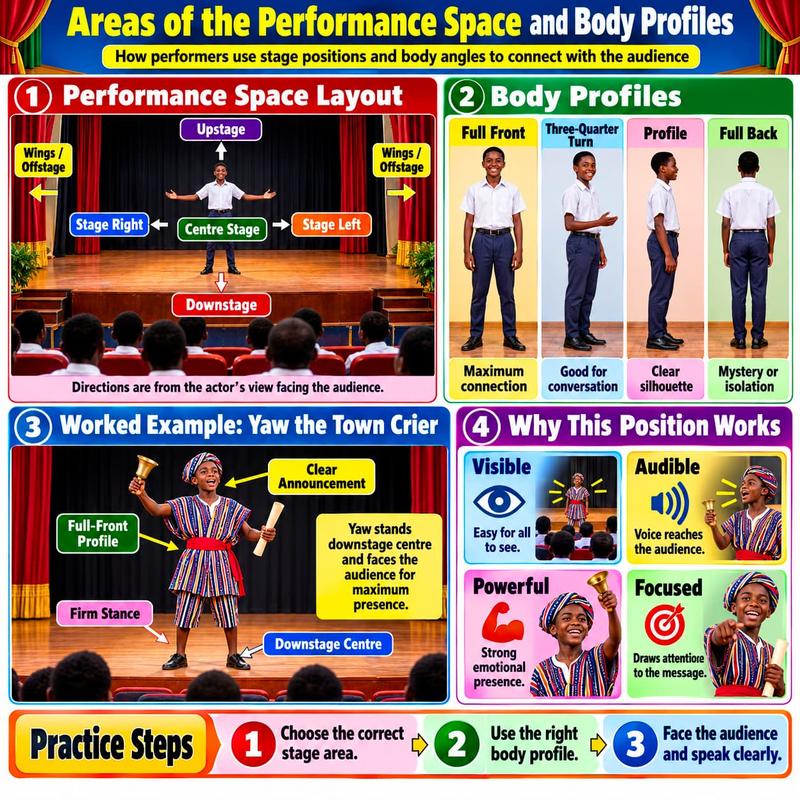 Areas of the Performance Space and Body Profiles
How performers use stage positions and body angles to connect with the audience
1 Performance Space Layout
Upstage
Wings /
Offstage
Wings /
Offstage
Stage Right
Centre Stage
Stage Left
Downstage
Directions are from the actor's view facing the audience.
2 Body Profiles
Full Front
Three-Quarter
Turn
Profile
Full Back
Maximum
connection
Good for
conversation
Clear
silhouette
Mystery or
isolation
3 Worked Example: Yaw the Town Crier
Clear
Announcement
Full-Front
Profile
Yaw stands
downstage centre
and faces the
audience for
maximum
presence.
Firm Stance
Downstage Centre
4 Why This Position Works
Visible
Easy for all
to see.
Audible
Voice reaches
the audience.
Powerful
Strong
emotional
presence.
Focused
Draws attention
to the message.
Practice Steps
1 Choose the correct
stage area.
2 Use the right
body profile.
3 Face the audience
and speak clearly.